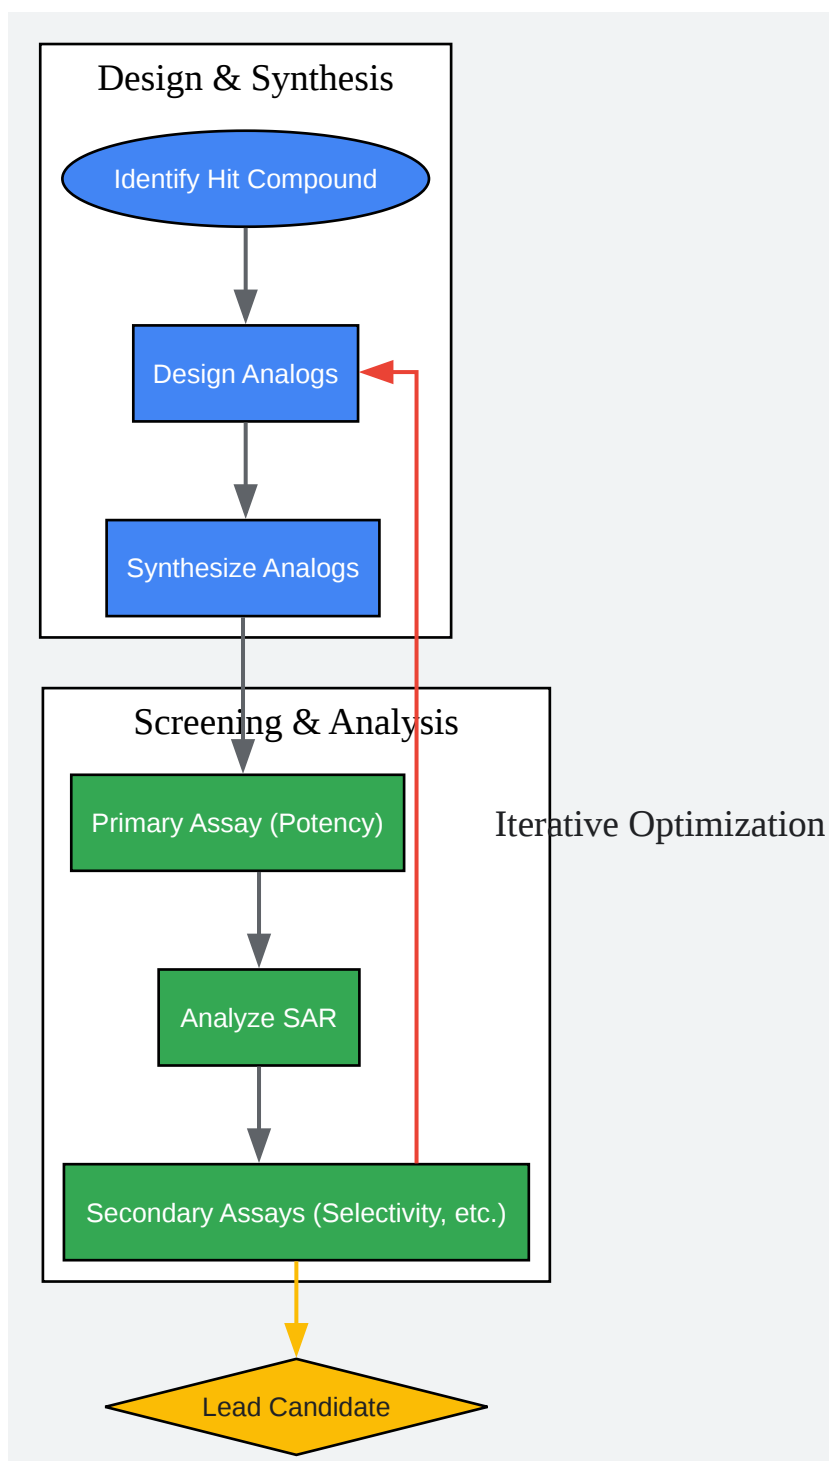 Design & Synthesis
Identify Hit Compound
Design Analogs
Synthesize Analogs
Screening & Analysis
Primary Assay (Potency)
Iterative Optimization
Analyze SAR
Secondary Assays (Selectivity, etc.)
Lead Candidate